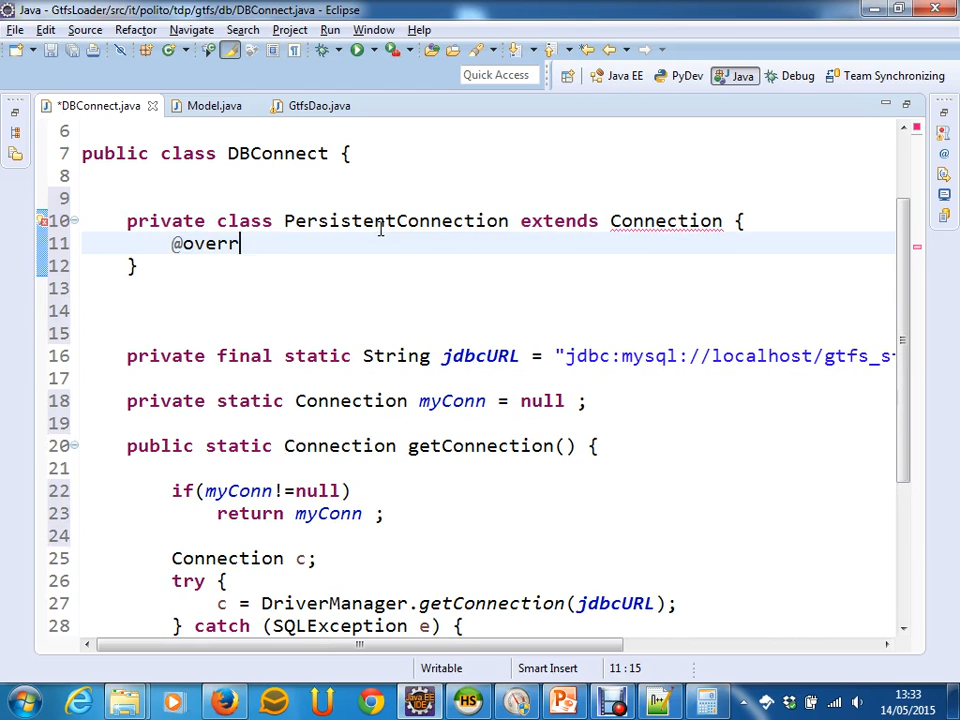 Java - GtfsLoader/src/it/polito/tdp/gtfs/db/DBConnect.java - Eclipse
File Edit Source Refactor Navigate Search Project Run Window Help
Quick Access Java EE PyDev Java Debug Team Synchronizing
*DBConnect.java Model.java GtfsDao.java
6
7 public class DBConnect {
8
9
10 private class PersistentConnection extends Connection {
11 @overr
12 }
13
14
15
16 private final static String jdbcURL = "jdbc:mysql://localhost/gtfs_s
17
18 private static Connection myConn = null ;
19
20 public static Connection getConnection() {
21
22 if(myConn!=null)
23 return myConn ;
24
25 Connection c;
26 try {
27 c = DriverManager.getConnection(jdbcURL);
28 } catch (SQLException e) {
Writable Smart Insert 11 : 15
13:33
14/05/2015